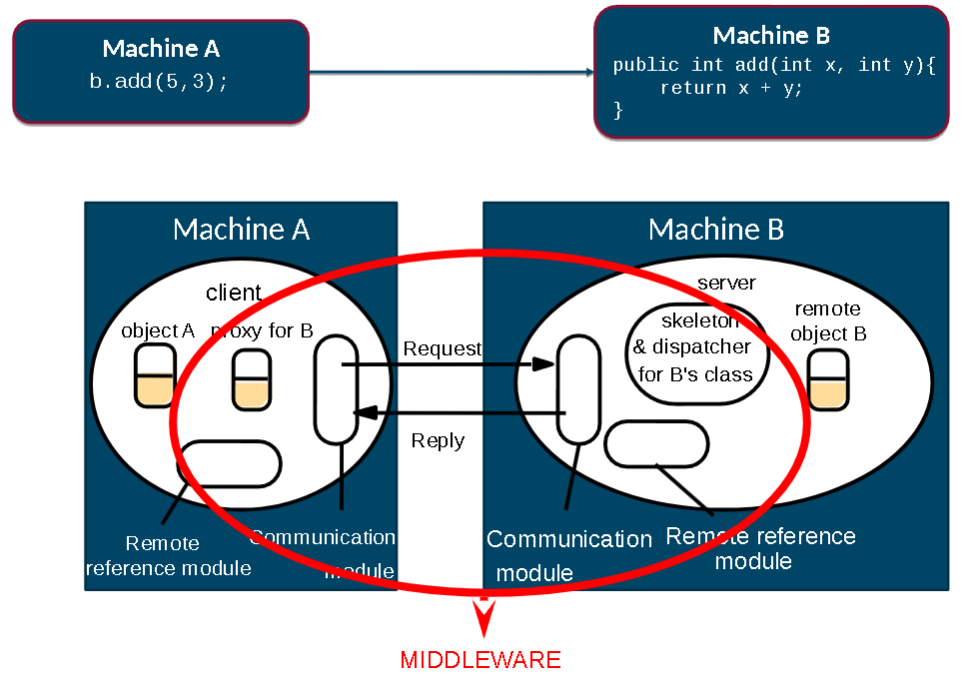 Machine A
b.add(5,3);
Machine B
public int add(int x, int y){
return x + y;
}
Machine A
client
object A
proxy for B
Remote
reference module
Communication
module
Request
Reply
Machine B
server
skeleton
& dispatcher
for B's class
remote
object B
Communication
module
Remote reference
module
MIDDLEWARE